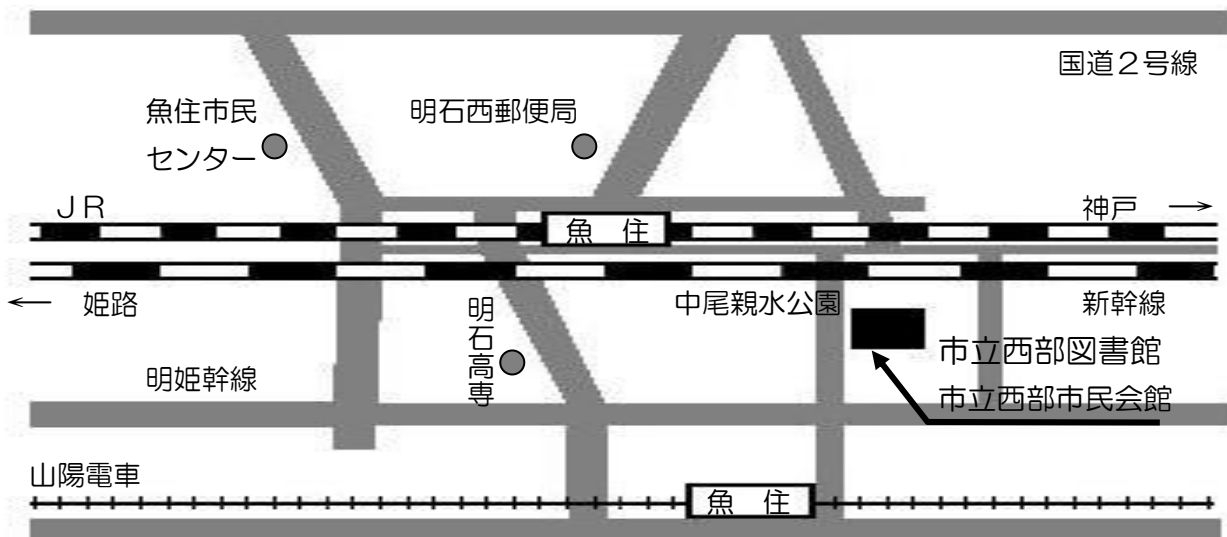 国道２号線
魚住市民
センター
明石西郵便局
ＪＲ
魚　住
神戸　→
←　姫路
中尾親水公園
新幹線
明石高専
市立西部図書館
明姫幹線
市立西部市民会館
山陽電車
魚　住